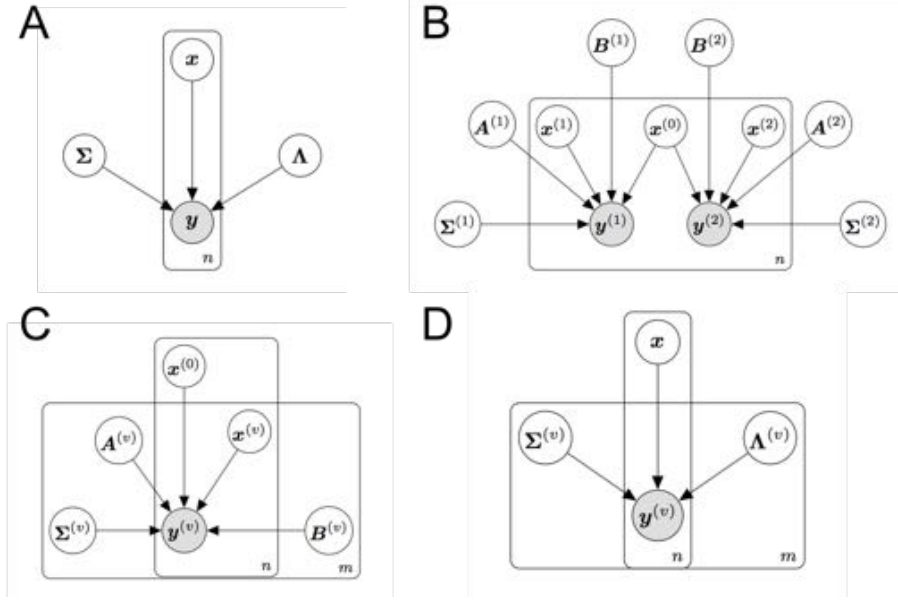 A
x
Σ
Λ
y
n
B
B^(1) B^(2)
A^(1) x^(1) x^(0) x^(2) A^(2)
Σ^(1) y^(1) y^(2) Σ^(2)
n
C
x^(0)
A^(v) x^(v)
Σ^(v) y^(v) B^(v)
n m
D
x
Σ^(v) Λ^(v)
y^(v)
n m